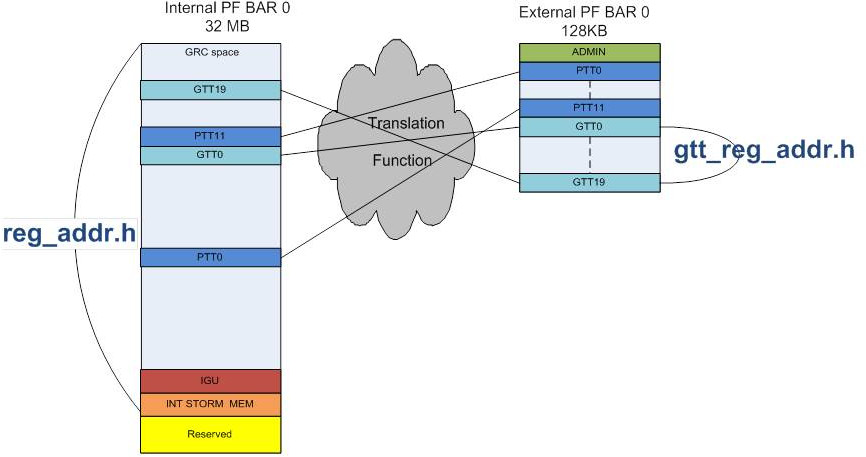 Internal PF BAR 0
32 MB
GRC space
GTT19
PTT11
GTT0
PTT0
IGU
INT STORM MEM
Reserved
reg_addr.h
Translation
Function
External PF BAR 0
128KB
ADMIN
PTT0
PTT11
GTT0
GTT19
gtt_reg_addr.h